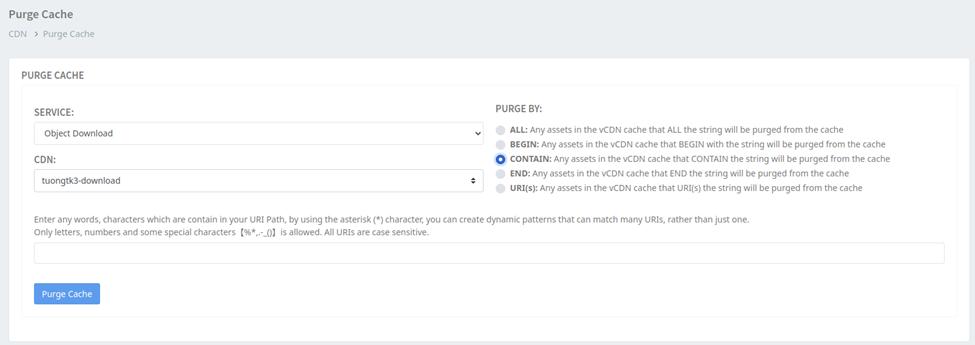 Purge Cache
CDN > Purge Cache
PURGE CACHE
SERVICE:
Object Download
CDN:
tuongtk3-download
PURGE BY:
ALL: Any assets in the vCDN cache that ALL the string will be purged from the cache
BEGIN: Any assets in the vCDN cache that BEGIN with the string will be purged from the cache
CONTAIN: Any assets in the vCDN cache that CONTAIN the string will be purged from the cache
END: Any assets in the vCDN cache that END the string will be purged from the cache
URI(s): Any assets in the vCDN cache that URI(s) the string will be purged from the cache
Enter any words, characters which are contain in your URI Path, by using the asterisk (*) character, you can create dynamic patterns that can match many URIs, rather than just one.
Only letters, numbers and some special characters【%*,.-_()】is allowed. All URIs are case sensitive.
Purge Cache